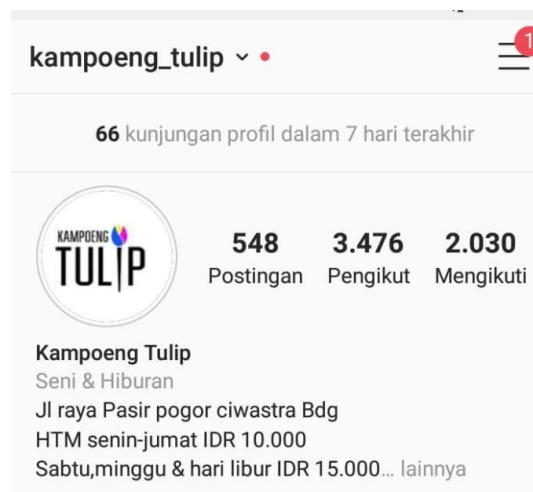 kampoeng_tulip
1
66 kunjungan profil dalam 7 hari terakhir
KAMPOENG
TULIP
548 3.476 2.030
Postingan Pengikut Mengikuti
Kampoeng Tulip
Seni & Hiburan
Jl raya Pasir pogor ciwastra Bdg
HTM senin-jumat IDR 10.000
Sabtu,minggu & hari libur IDR 15.000... lainnya